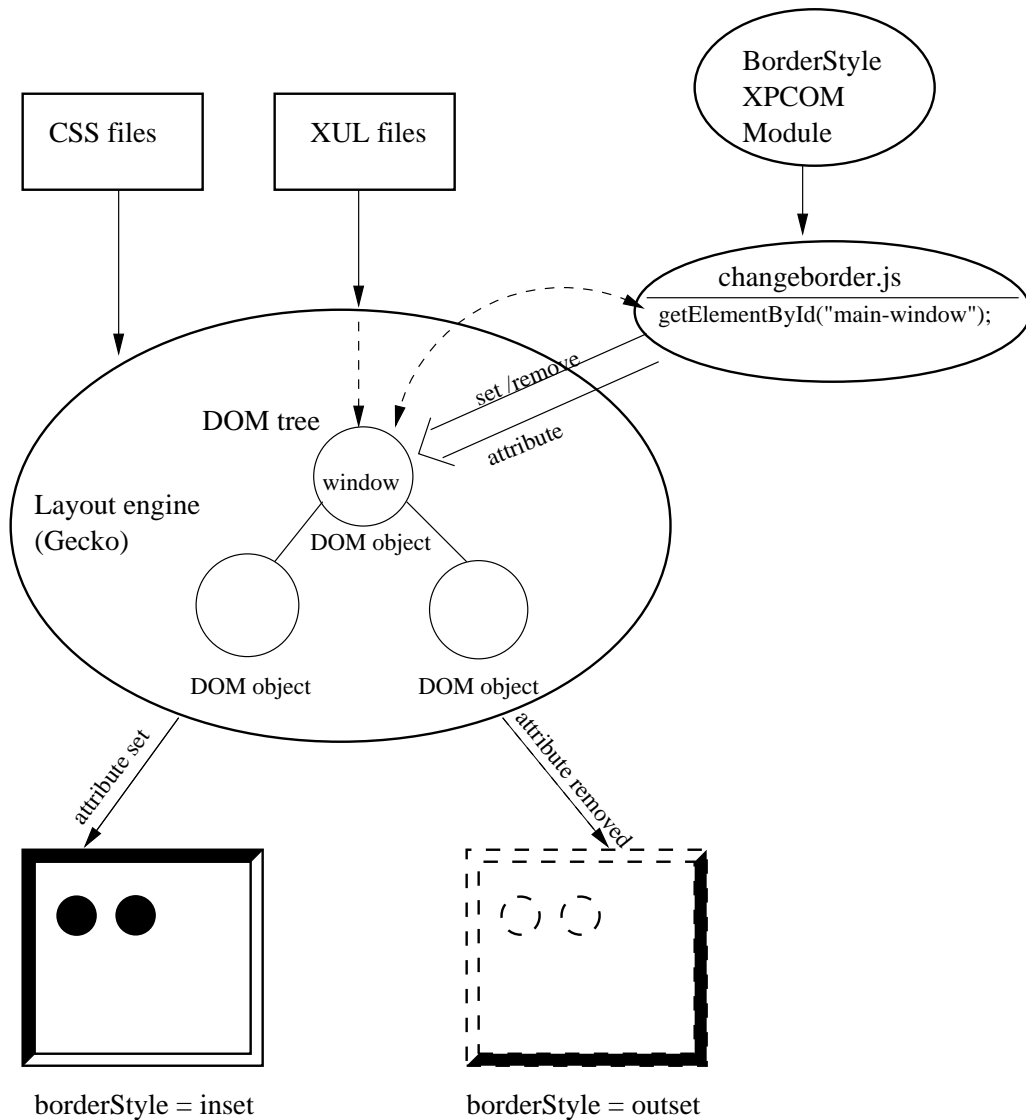 BorderStyle
XPCOM
Module
CSS files
XUL files
changeborder.js
getElementById("main-window");
set /remove
attribute
DOM tree
window
Layout engine
(Gecko)
DOM object
DOM object
DOM object
attribute set
attribute removed
borderStyle = inset
borderStyle = outset